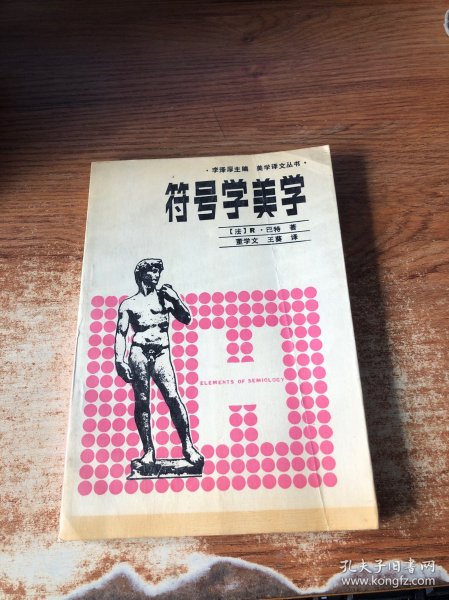 ·李泽厚主编 美学译文丛书·
符号学美学
〔法〕R·巴特 著
董学文 王葵 译
ELEMENTS OF SEMIOLOGY
孔夫子旧书网
www.kongfz.com